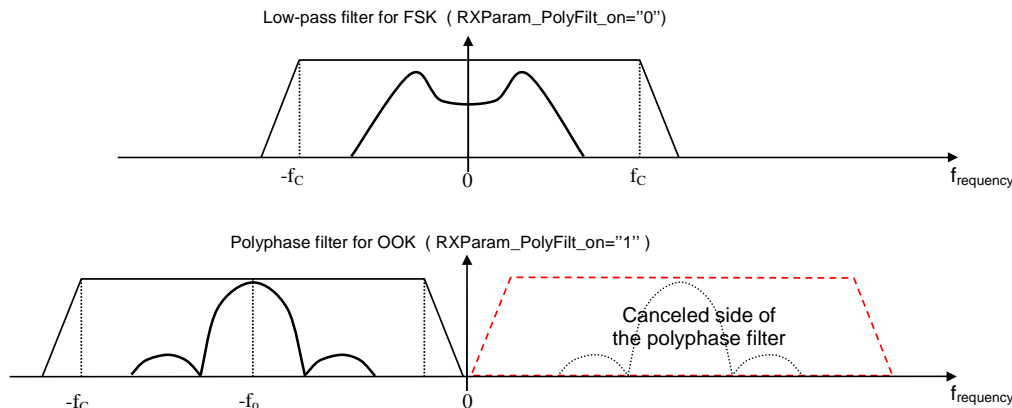 Low-pass filter for FSK ( RXParam_PolyFilt_on=''0'')
-fC 0 fC frequency
Polyphase filter for OOK ( RXParam_PolyFilt_on=''1'' )
Canceled side of
the polyphase filter
-fC -fo 0 frequency